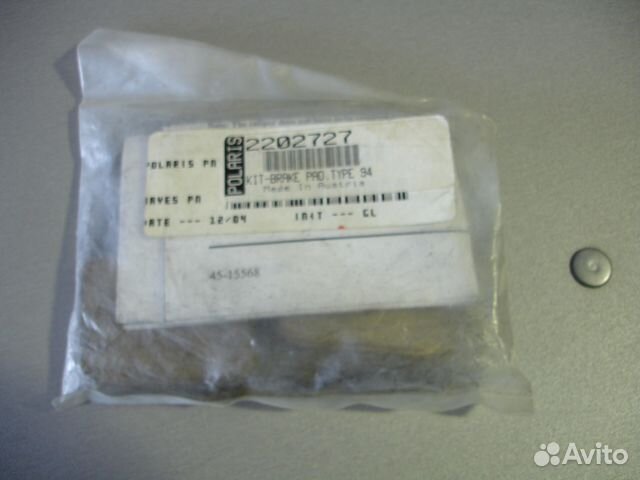 POLARIS
2202727
POLARIS PN
KIT-BRAKE PAD, TYPE 94
Made In Austria
HAYES PN
DATE --- 12/04 INIT --- GL
45-15568
Avito